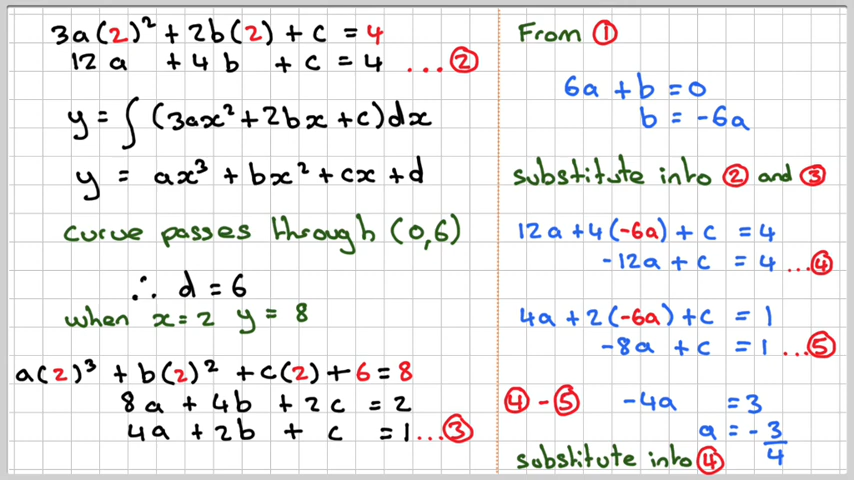 3a(2)² + 2b(2) + c = 4
12a + 4b + c = 4 ...②
y = ∫(3ax² + 2bx + c)dx
y = ax³ + bx² + cx + d
curve passes through (0,6)
∴ d = 6
when x = 2 y = 8
a(2)³ + b(2)² + c(2) + 6 = 8
8a + 4b + 2c = 2
4a + 2b + c = 1 ...③
From ①
6a + b = 0
b = -6a
substitute into ② and ③
12a + 4(-6a) + c = 4
-12a + c = 4 ...④
4a + 2(-6a) + c = 1
-8a + c = 1 ...⑤
④ - ⑤ -4a = 3
a = -3/4
substitute into ④